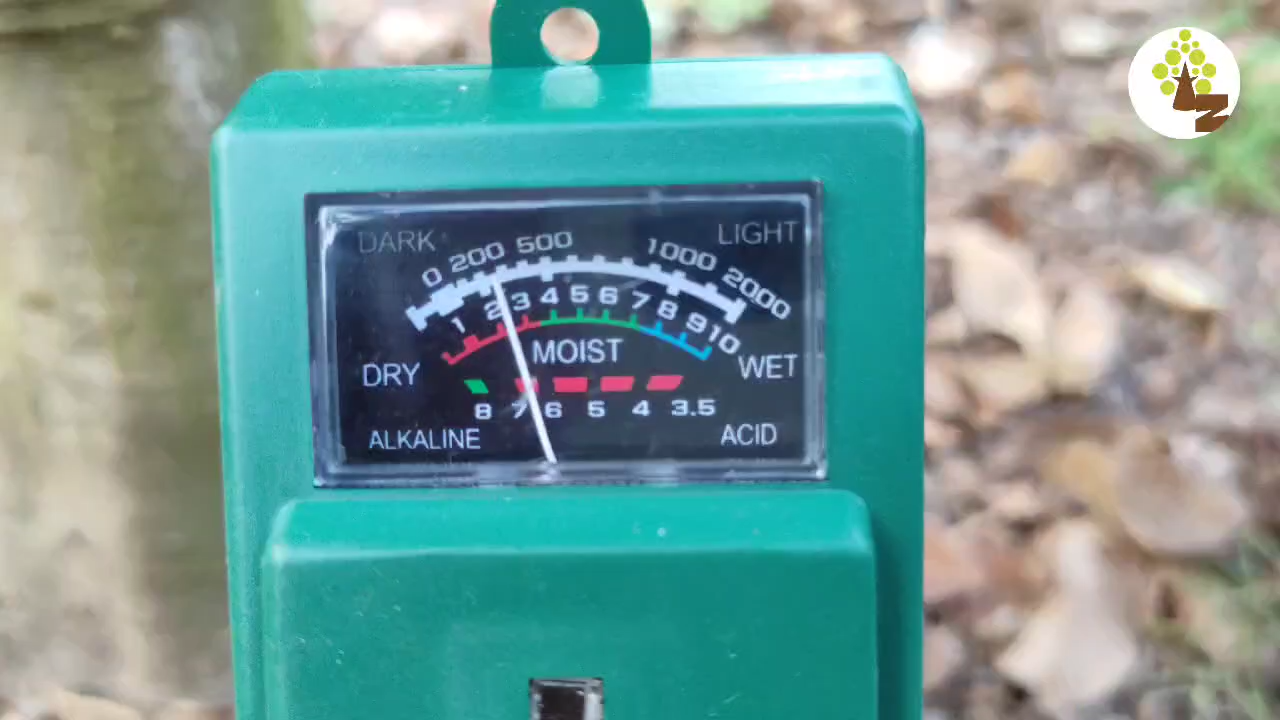 DARK LIGHT
0 200 500 1000 2000
1 2 3 4 5 6 7 8 9 10
DRY MOIST WET
8 7 6 5 4 3.5
ALKALINE ACID